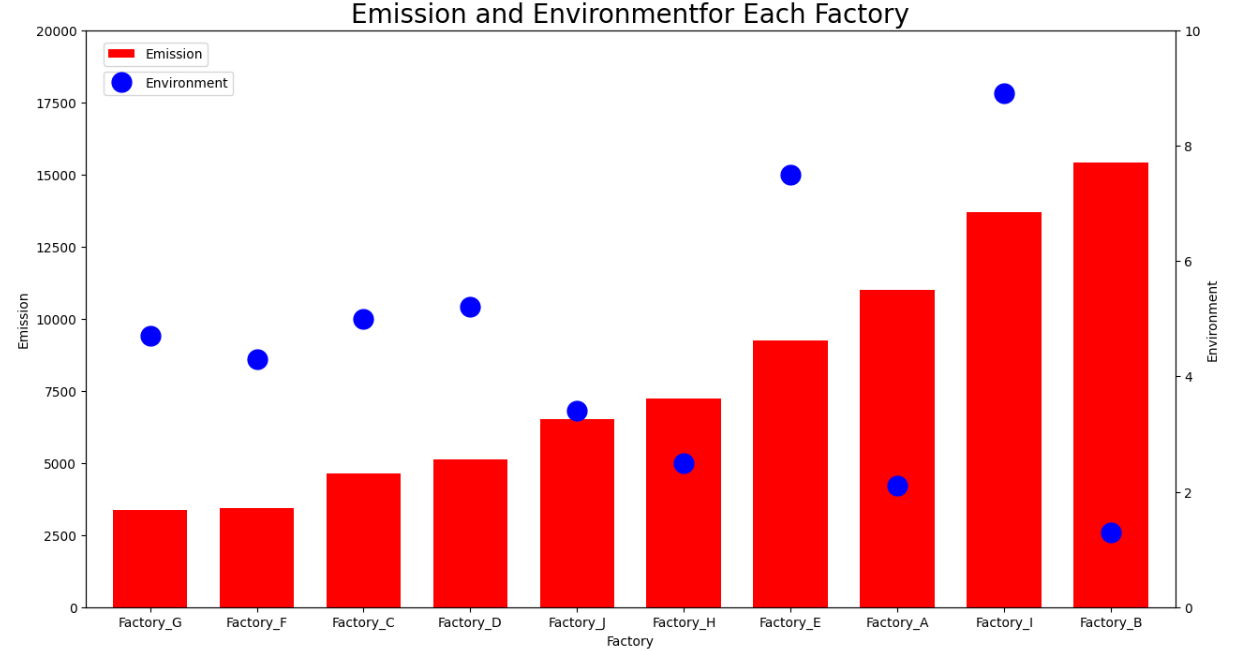 Emission and Environmentfor Each Factory
Emission
Environment
20000
17500
15000
12500
10000
7500
5000
2500
0
Emission
10
8
6
4
2
0
Environment
Factory_G Factory_F Factory_C Factory_D Factory_J Factory_H Factory_E Factory_A Factory_I Factory_B
Factory